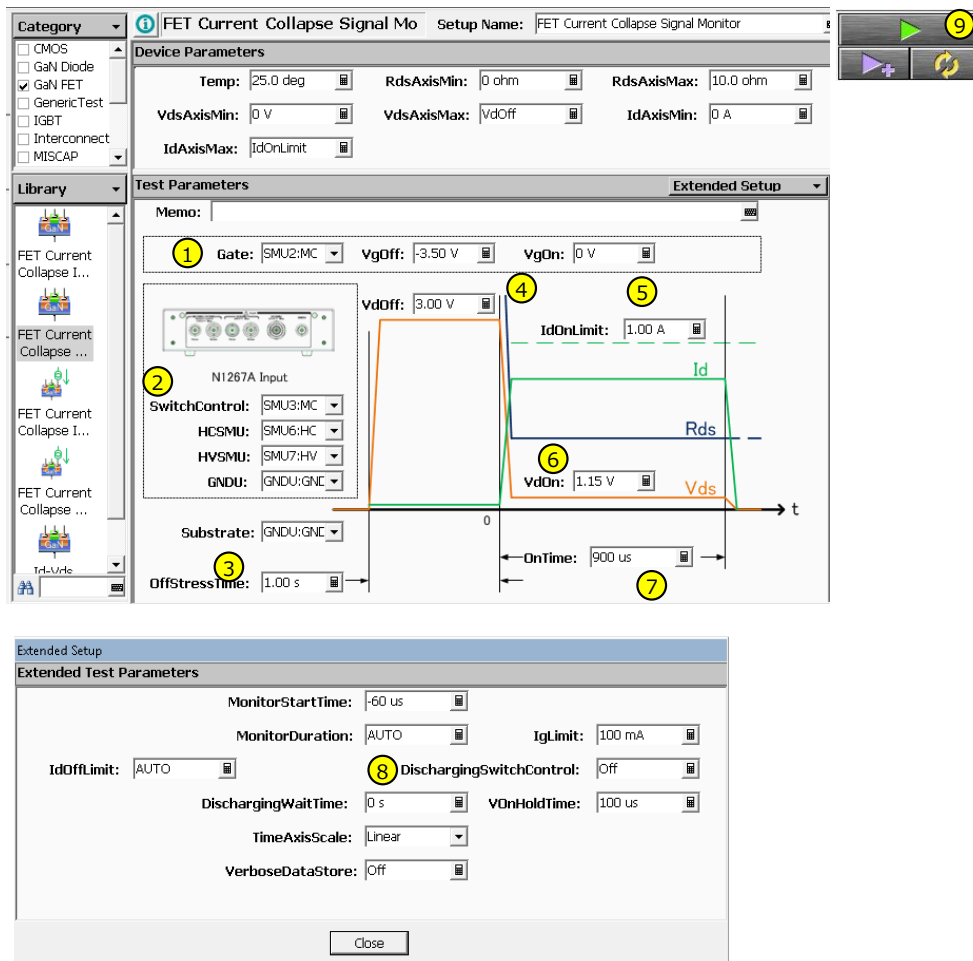 Category
CMOS
GaN Diode
GaN FET
GenericTest
IGBT
Interconnect
MISCAP
Library
FET Current
Collapse I...
FET Current
Collapse ...
FET Current
Collapse I...
FET Current
Collapse ...
Id-Vds
FET Current Collapse Signal Mo Setup Name: FET Current Collapse Signal Monitor
9
Device Parameters
Temp: 25.0 deg RdsAxisMin: 0 ohm RdsAxisMax: 10.0 ohm
VdsAxisMin: 0 V VdsAxisMax: VdOff IdAxisMin: 0 A
IdAxisMax: IdOnLimit
Test Parameters Extended Setup
Memo:
1 Gate: SMU2:MC VgOff: -3.50 V VgOn: 0 V
VdOff: 3.00 V 4 5
IdOnLimit: 1.00 A
N1267A Input
2
SwitchControl: SMU3:MC
HCSMU: SMU6:HC
HVSMU: SMU7:HV
GNDU: GNDU:GND
Id
Rds
6
VdOn: 1.15 V
Vds
t
0
Substrate: GNDU:GND
OnTime: 900 us
3
OffStressTime: 1.00 s
7
Extended Setup
Extended Test Parameters
MonitorStartTime: -60 us
MonitorDuration: AUTO IgLimit: 100 mA
IdOffLimit: AUTO 8 DischargingSwitchControl: Off
DischargingWaitTime: 0 s VOnHoldTime: 100 us
TimeAxisScale: Linear
VerboseDataStore: Off
Close